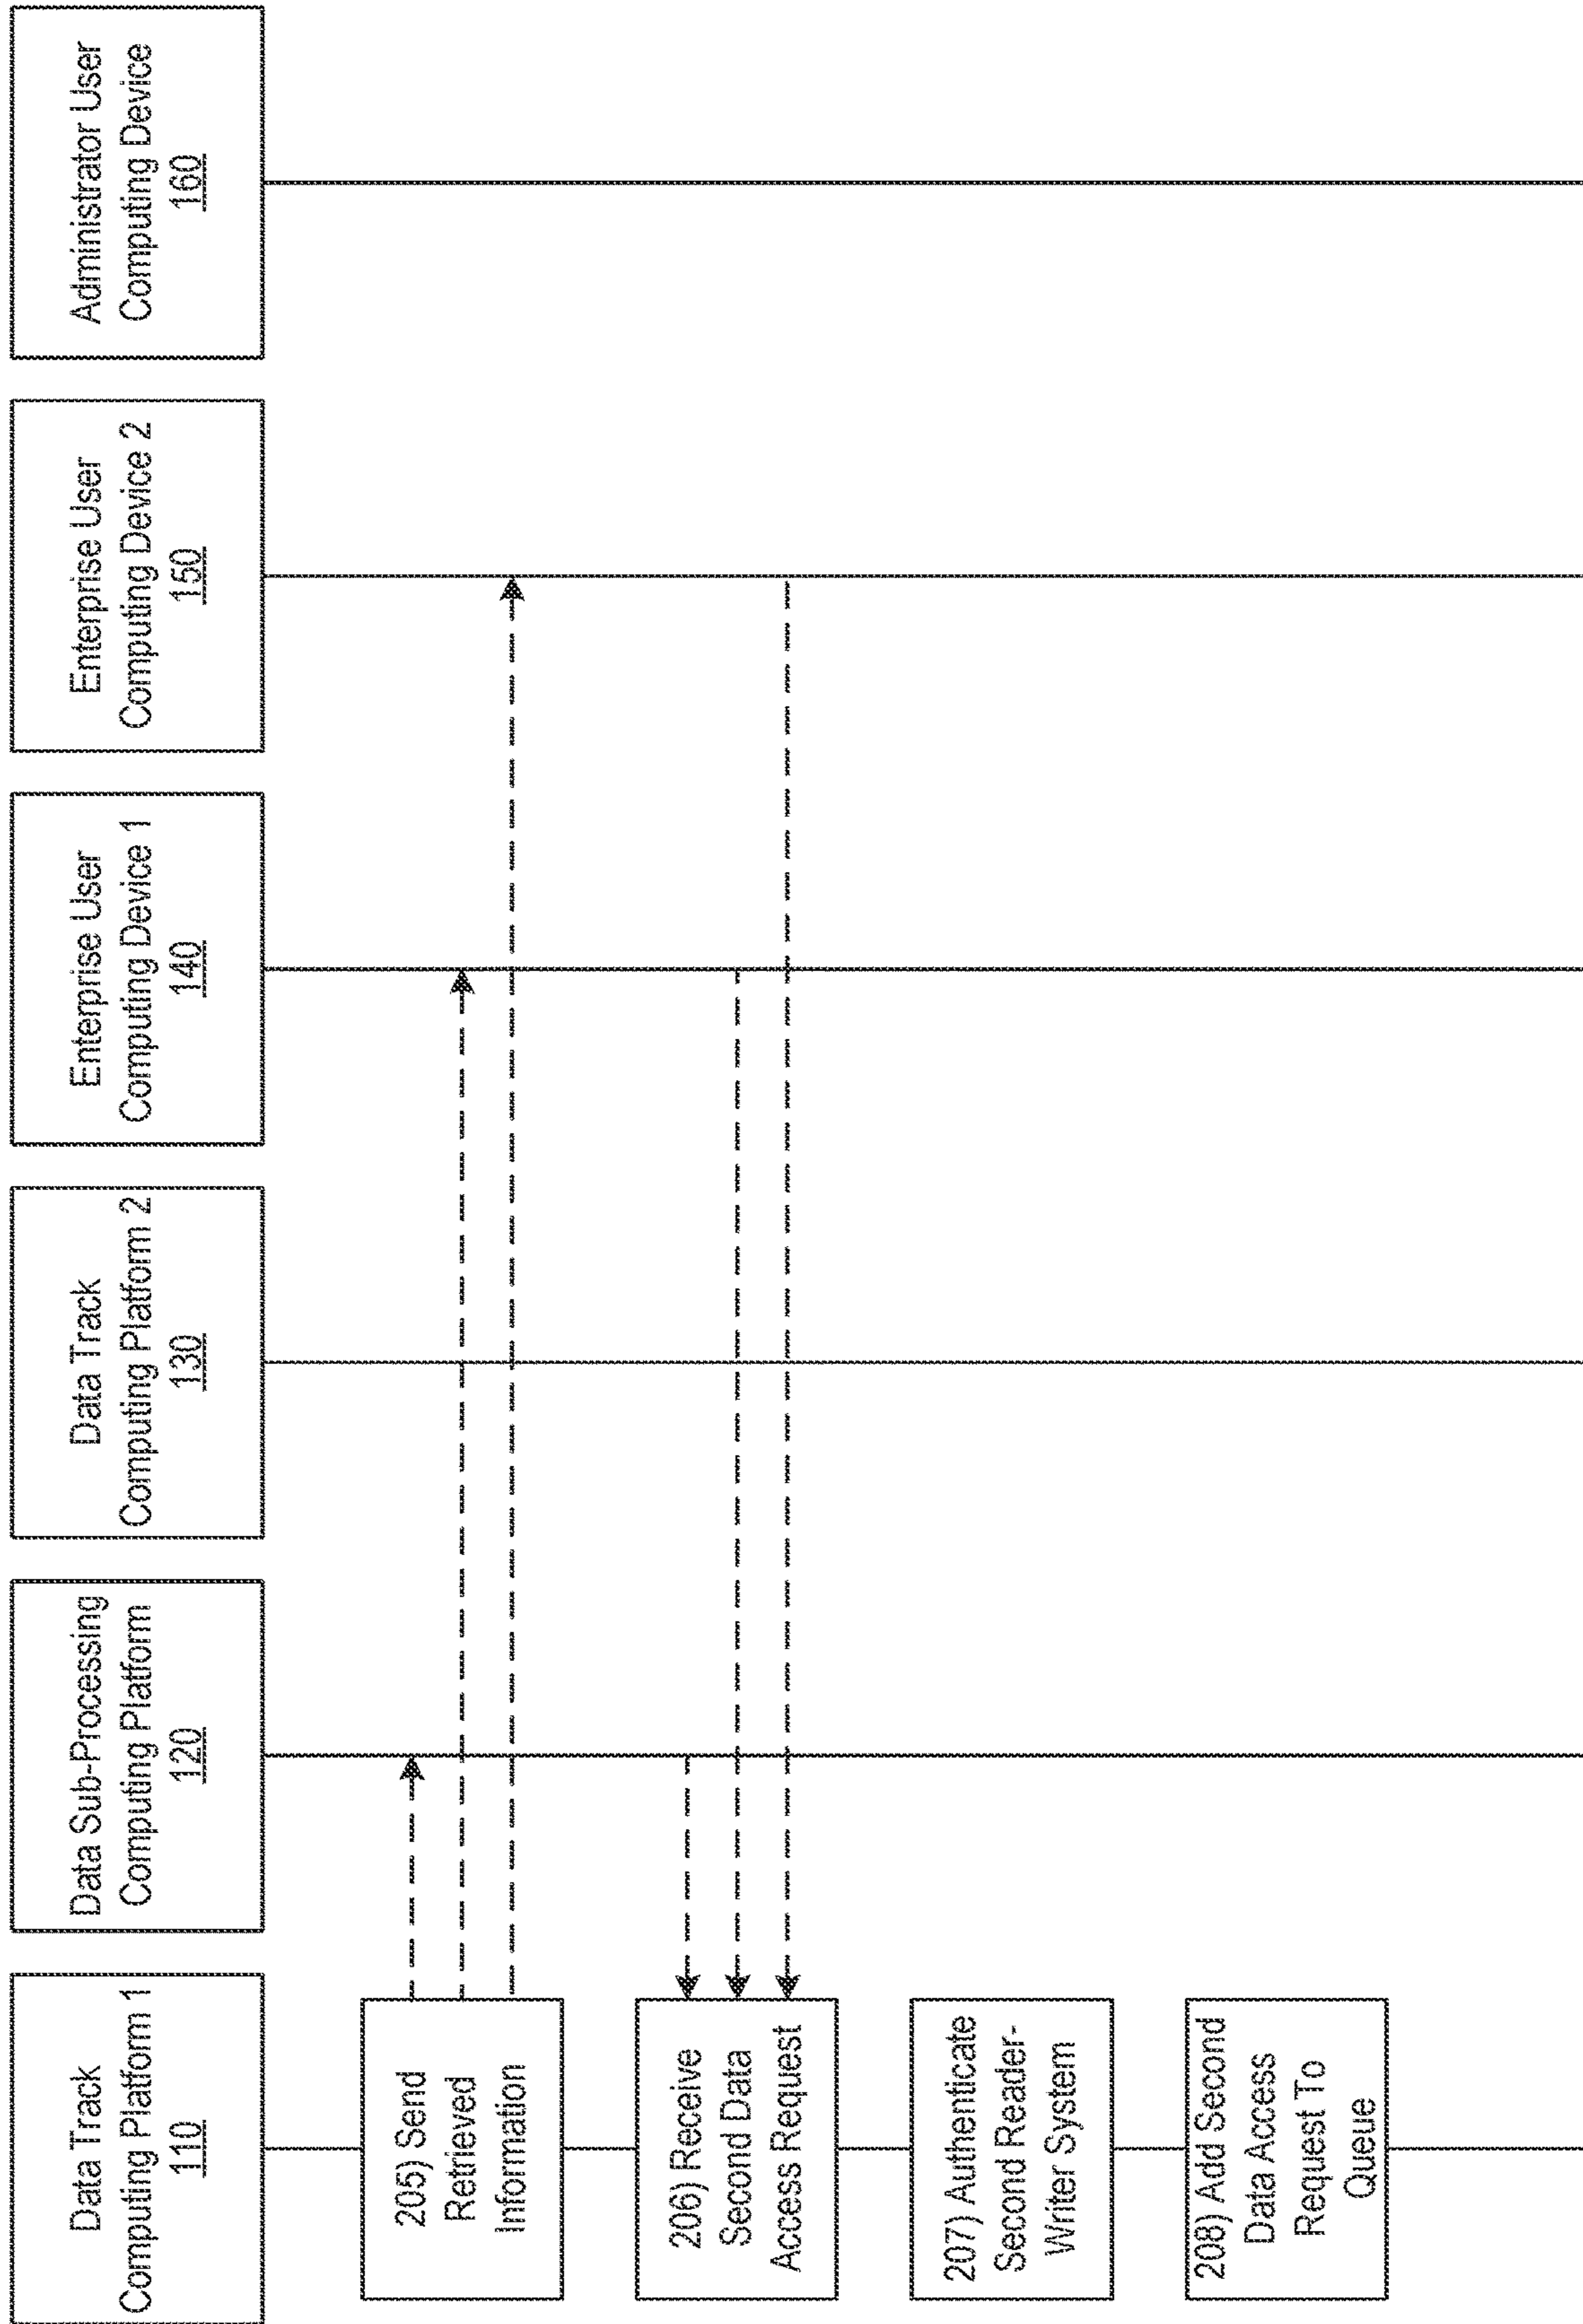 Data Track
Computing Platform 1
110
Data Sub-Processing
Computing Platform
120
Data Track
Computing Platform 2
130
Enterprise User
Computing Device 1
140
Enterprise User
Computing Device 2
150
Administrator User
Computing Device
160
205) Send
Retrieved
Information
206) Receive
Second Data
Access Request
207) Authenticate
Second Reader-
Writer System
208) Add Second
Data Access
Request To
Queue